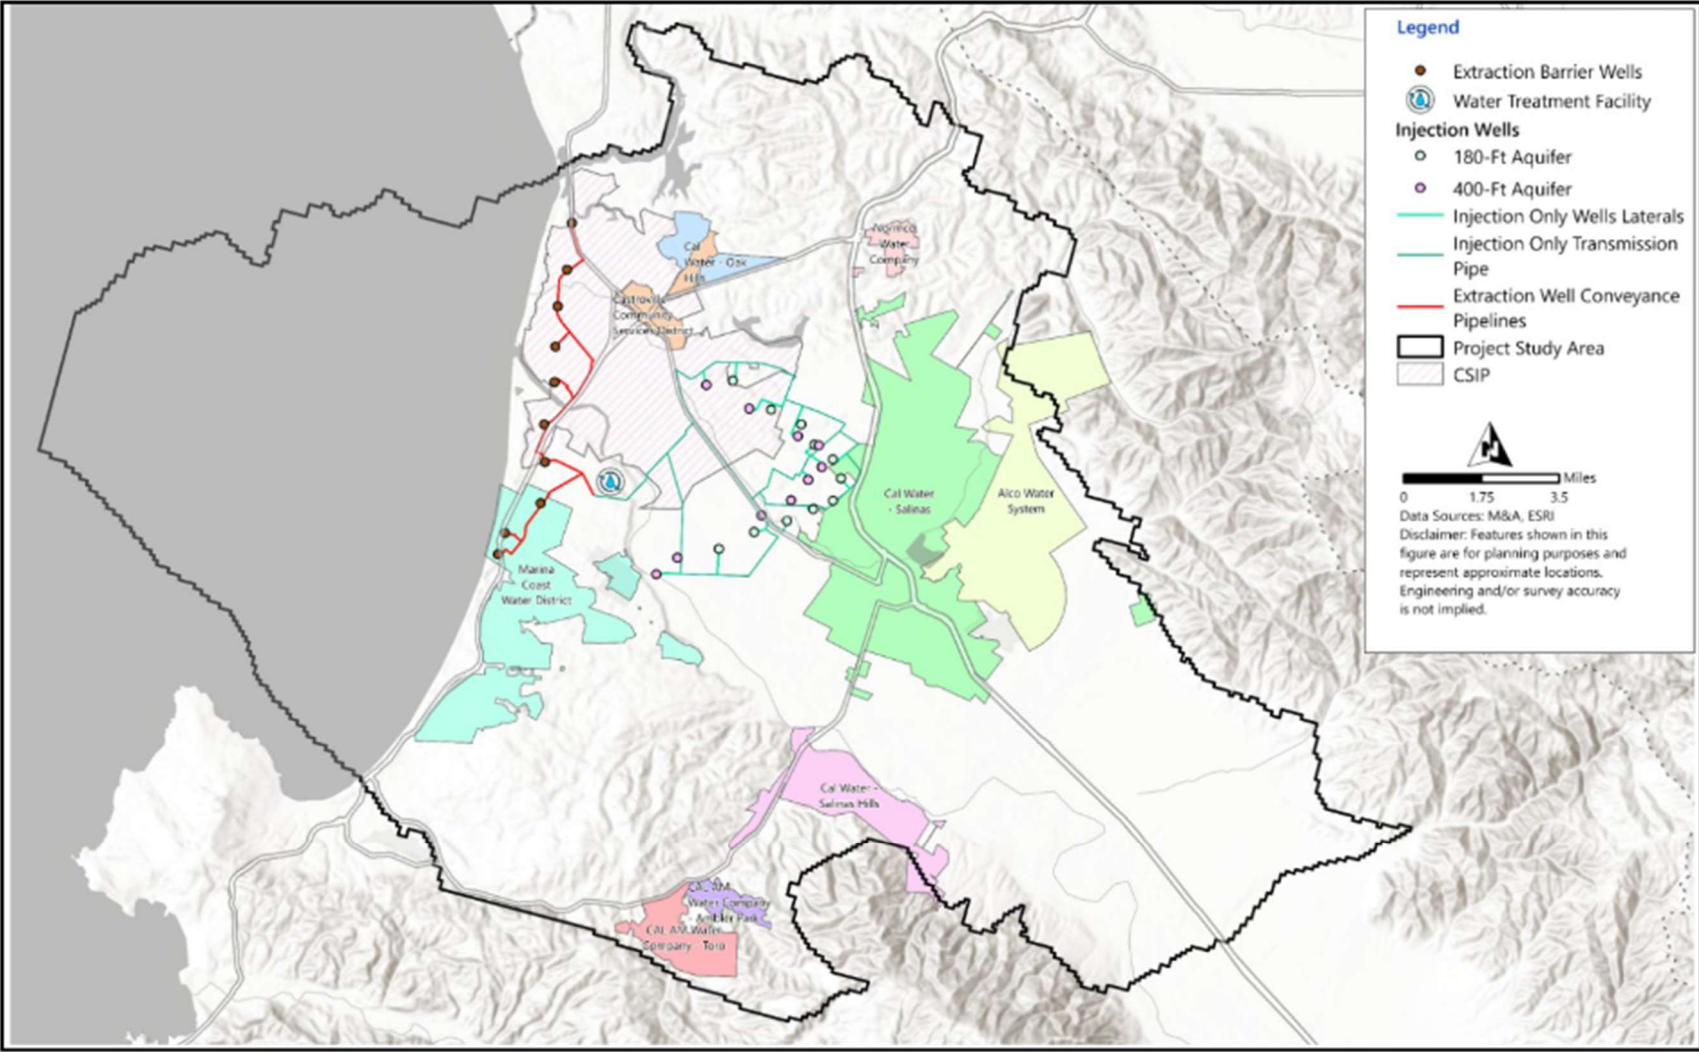 Legend
Extraction Barrier Wells
Water Treatment Facility
Injection Wells
180-Ft Aquifer
400-Ft Aquifer
Injection Only Wells Laterals
Injection Only Transmission
Pipe
Extraction Well Conveyance
Pipelines
Project Study Area
CSIP
N
Miles
0 1.75 3.5
Data Sources: M&A, ESRI
Disclaimer: Features shown in this
figure are for planning purposes and
represent approximate locations.
Engineering and/or survey accuracy
is not implied.
Cal
Water - Oak
Hills
Normco
Water
Company
Castroville
Community
Services District
Cal Water
- Salinas
Alco Water
System
Marina
Coast
Water District
Cal Water -
Salinas Hills
CAL AM
Water Company
- Ambler Park
CAL AM Water
Company - Toro